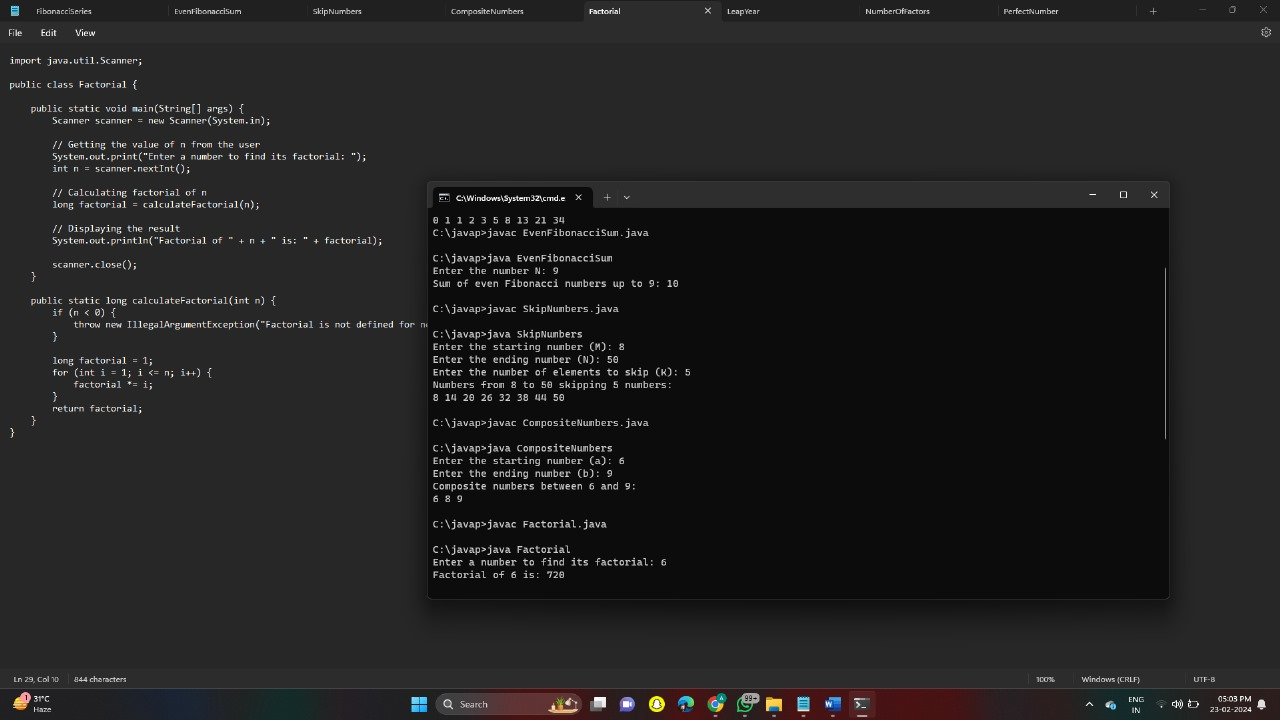 FibonacciSeries
EvenFibonacciSum
SkipNumbers
CompositeNumbers
Factorial
LeapYear
NumberOfFactors
PerfectNumber
File Edit View
import java.util.Scanner;
public class Factorial {
public static void main(String[] args) {
Scanner scanner = new Scanner(System.in);
// Getting the value of n from the user
System.out.print("Enter a number to find its factorial: ");
int n = scanner.nextInt();
// Calculating factorial of n
long factorial = calculateFactorial(n);
// Displaying the result
System.out.println("Factorial of " + n + " is: " + factorial);
scanner.close();
}
public static long calculateFactorial(int n) {
if (n < 0) {
throw new IllegalArgumentException("Factorial is not defined for ne
}
long factorial = 1;
for (int i = 1; i <= n; i++) {
factorial *= i;
}
return factorial;
}
}
C:\Windows\System32\cmd.e
0 1 1 2 3 5 8 13 21 34
C:\javap>javac EvenFibonacciSum.java
C:\javap>java EvenFibonacciSum
Enter the number N: 9
Sum of even Fibonacci numbers up to 9: 10
C:\javap>javac SkipNumbers.java
C:\javap>java SkipNumbers
Enter the starting number (M): 8
Enter the ending number (N): 50
Enter the number of elements to skip (K): 5
Numbers from 8 to 50 skipping 5 numbers:
8 14 20 26 32 38 44 50
C:\javap>javac CompositeNumbers.java
C:\javap>java CompositeNumbers
Enter the starting number (a): 6
Enter the ending number (b): 9
Composite numbers between 6 and 9:
6 8 9
C:\javap>javac Factorial.java
C:\javap>java Factorial
Enter a number to find its factorial: 6
Factorial of 6 is: 720
Ln 29, Col 10
844 characters
100%
Windows (CRLF)
UTF-8
1
31°C
Haze
Search
A
99+
W
ENG
IN
05:03 PM
23-02-2024